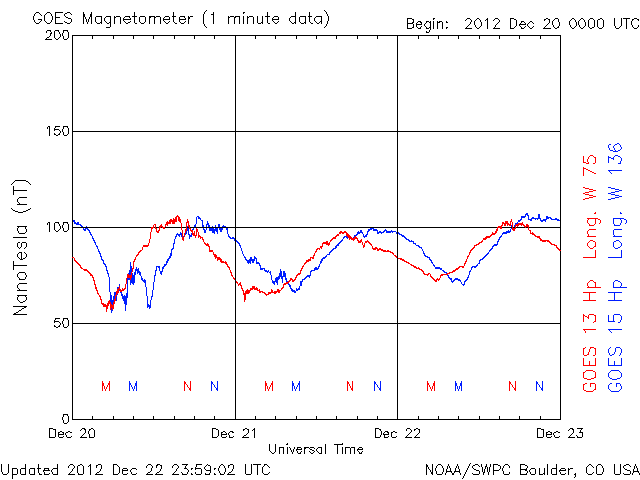 GOES Magnetometer (1 minute data)
Begin: 2012 Dec 20 0000 UTC
200
150
100
50
0
NanoTesla (nT)
M M N N M M N N M M N N
Dec 20 Dec 21 Dec 22 Dec 23
Universal Time
GOES 13 Hp Long. W 75
GOES 15 Hp Long. W 136
Updated 2012 Dec 22 23:59:02 UTC
NOAA/SWPC Boulder, CO USA